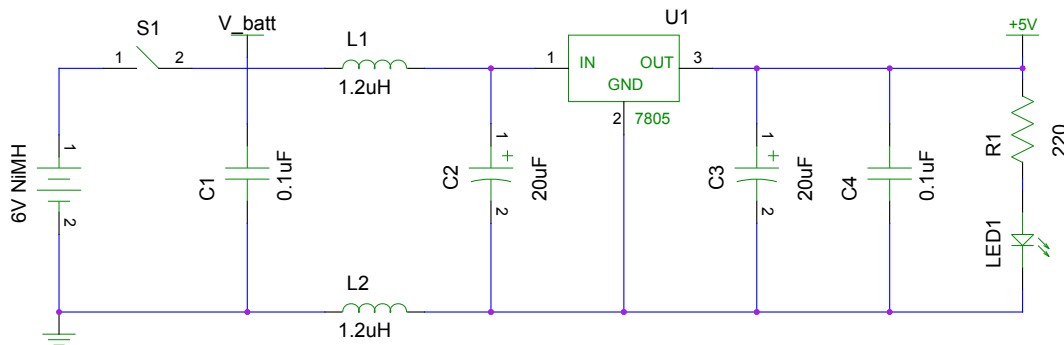 S1
V_batt
L1
U1
+5V
1
2
1
3
IN
OUT
GND
1.2uH
2
7805
1
2
6V NiMH
C1
0.1uF
1
+
2
C2
20uF
1
+
2
C3
20uF
C4
0.1uF
R1
220
LED1
L2
1.2uH